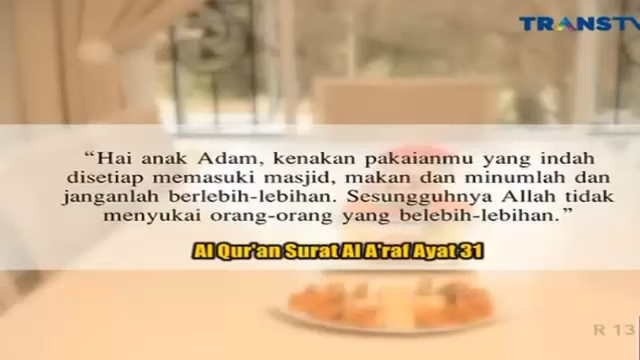 TRANSTV
“Hai anak Adam, kenakan pakaianmu yang indah
disetiap memasuki masjid, makan dan minumlah dan
janganlah berlebih-lebihan. Sesungguhnya Allah tidak
menyukai orang-orang yang belebih-lebihan.”
Al Qur'an Surat Al A'raf Ayat 31
R 13